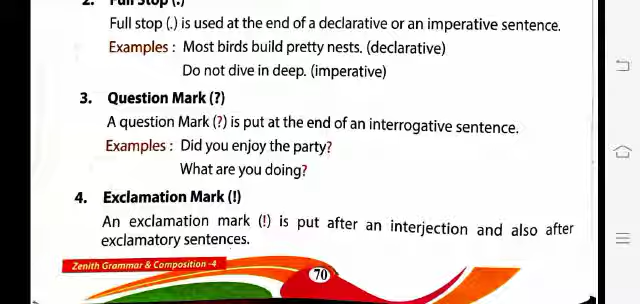 2. Full Stop (.)
Full stop (.) is used at the end of a declarative or an imperative sentence.
Examples : Most birds build pretty nests. (declarative)
Do not dive in deep. (imperative)
3. Question Mark (?)
A question Mark (?) is put at the end of an interrogative sentence.
Examples : Did you enjoy the party?
What are you doing?
4. Exclamation Mark (!)
An exclamation mark (!) is put after an interjection and also after
exclamatory sentences.
Zenith Grammar & Composition -4
70